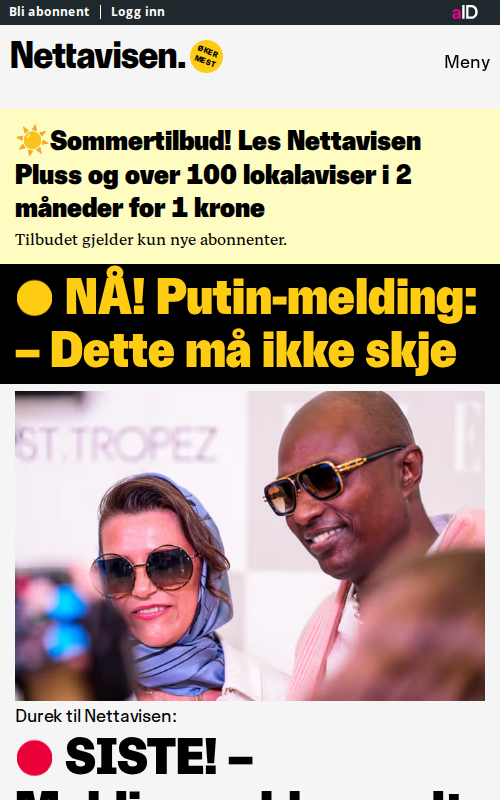 Bli abonnent | Logg inn
aID
Nettavisen.
ØKER
MEST
Meny
Sommertilbud! Les Nettavisen
Pluss og over 100 lokalaviser i 2
måneder for 1 krone
Tilbudet gjelder kun nye abonnenter.
NÅ! Putin-melding:
– Dette må ikke skje
ST.TROPEZ
Durek til Nettavisen:
SISTE! –